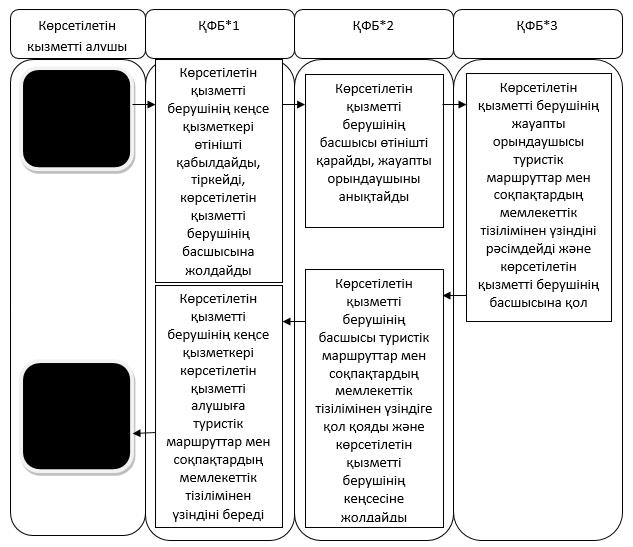 Көрсетілетін
қызметті алушы
ҚФБ*1
ҚФБ*2
ҚФБ*3
Көрсетілетін
қызметті
берушінің кеңсе
қызметкері
өтінішті
қабылдайды,
тіркейді,
көрсетілетін
қызметті
берушінің
басшысына
жолдайды
Көрсетілетін
қызметті
берушінің
басшысы өтінішті
қарайды, жауапты
орындаушыны
анықтайды
Көрсетілетін
қызметті берушінің
жауапты
орындаушысы
туристік
маршруттар мен
соқпақтардың
мемлекеттік
тізілімінен үзіндіні
рәсімдейді және
көрсетілетін
қызметті берушінің
басшысына қол
Көрсетілетін
қызметті
берушінің
басшысы туристік
маршруттар мен
соқпақтардың
мемлекеттік
тізілімінен үзіндіге
қол қояды және
көрсетілетін
қызметті
берушінің
кеңсесіне
жолдайды
Көрсетілетін
қызметті
берушінің кеңсе
қызметкері
көрсетілетін
қызметті
алушыға
туристік
маршруттар мен
соқпақтардың
мемлекеттік
тізілімінен
үзіндіні береді